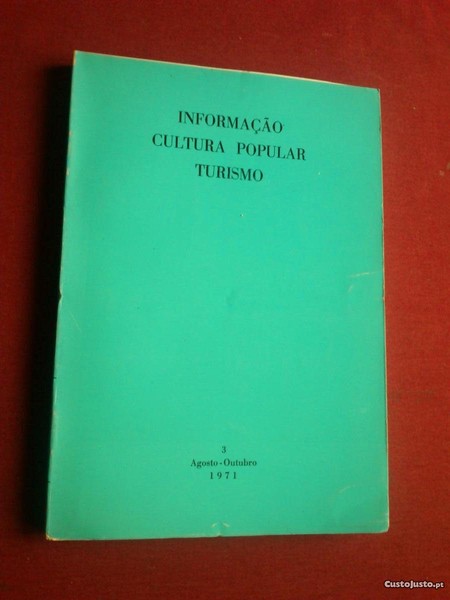 INFORMAÇÃO
CULTURA POPULAR
TURISMO
3
Agosto-Outubro
1971
CustoJusto.pt